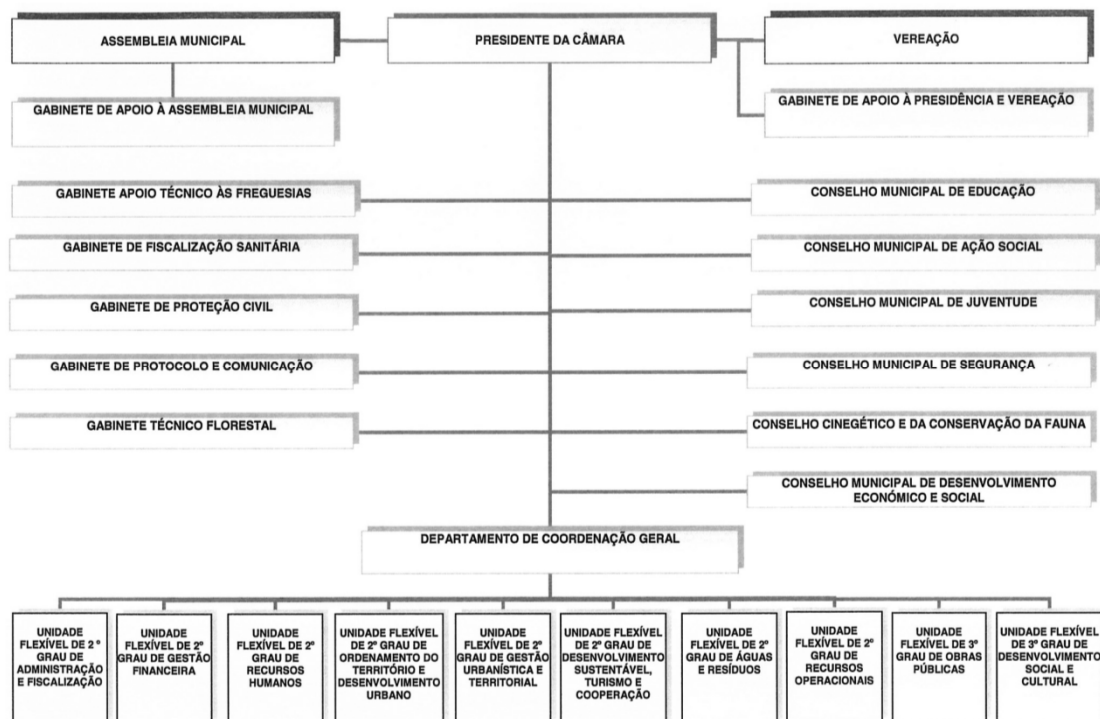 ASSEMBLEIA MUNICIPAL
PRESIDENTE DA CÂMARA
VEREAÇÃO
GABINETE DE APOIO À ASSEMBLEIA MUNICIPAL
GABINETE DE APOIO À PRESIDÊNCIA E VEREAÇÃO
GABINETE APOIO TÉCNICO ÀS FREGUESIAS
CONSELHO MUNICIPAL DE EDUCAÇÃO
GABINETE DE FISCALIZAÇÃO SANITÁRIA
CONSELHO MUNICIPAL DE AÇÃO SOCIAL
GABINETE DE PROTEÇÃO CIVIL
CONSELHO MUNICIPAL DE JUVENTUDE
GABINETE DE PROTOCOLO E COMUNICAÇÃO
CONSELHO MUNICIPAL DE SEGURANÇA
GABINETE TÉCNICO FLORESTAL
CONSELHO CINEGÉTICO E DA CONSERVAÇÃO DA FAUNA
CONSELHO MUNICIPAL DE DESENVOLVIMENTO
ECONÓMICO E SOCIAL
DEPARTAMENTO DE COORDENAÇÃO GERAL
UNIDADE
FLEXÍVEL DE 2 º
GRAU DE
ADMINISTRAÇÃO
E FISCALIZAÇÃO
UNIDADE
FLEXÍVEL DE 2º
GRAU DE GESTÃO
FINANCEIRA
UNIDADE
FLEXÍVEL DE 2º
GRAU DE
RECURSOS
HUMANOS
UNIDADE FLEXÍVEL
DE 2º GRAU DE
ORDENAMENTO DO
TERRITÓRIO E
DESENVOLVIMENTO
URBANO
UNIDADE
FLEXÍVEL DE 2º
GRAU DE GESTÃO
URBANÍSTICA E
TERRITORIAL
UNIDADE FLEXÍVEL
DE 2º GRAU DE
DESENVOLVIMENTO
SUSTENTÁVEL,
TURISMO E
COOPERAÇÃO
UNIDADE
FLEXÍVEL DE 2º
GRAU DE ÁGUAS
E RESÍDUOS
UNIDADE
FLEXÍVEL DE 2º
GRAU DE
RECURSOS
OPERACIONAIS
UNIDADE
FLEXÍVEL DE 3º
GRAU DE OBRAS
PÚBLICAS
UNIDADE FLEXÍVEL
DE 3º GRAU DE
DESENVOLVIMENTO
SOCIAL E
CULTURAL